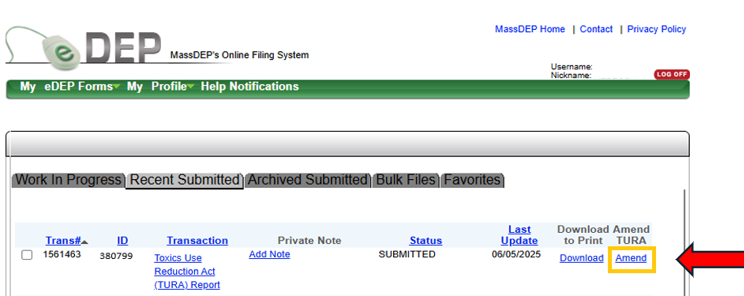 MassDEP Home | Contact | Privacy Policy
eDEP MassDEP's Online Filing System
Username:
Nickname:
LOG OFF
My eDEP Forms My Profile Help Notifications
Work In Progress Recent Submitted Archived Submitted Bulk Files Favorites
Trans# ID Transaction Private Note Status Last Update Download to Print Amend TURA
1561463 380799 Toxics Use Reduction Act (TURA) Report Add Note SUBMITTED 06/05/2025 Download Amend